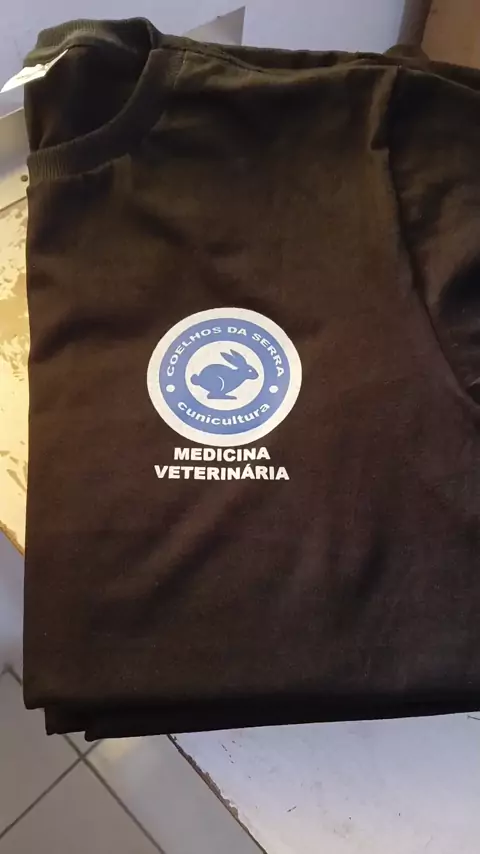 COELHOS DA SERRA
cunicultura
MEDICINA
VETERINÁRIA